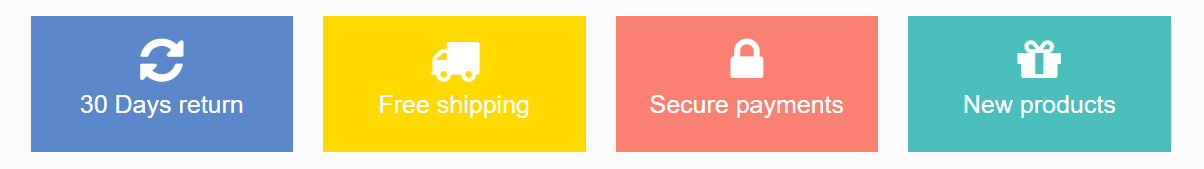 30 Days return
Free shipping
Secure payments
New products